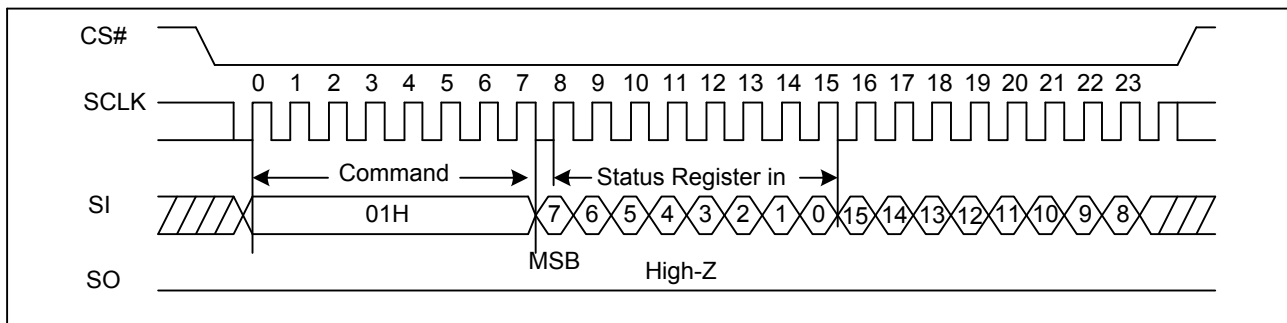 CS#
0 1 2 3 4 5 6 7 8 9 10 11 12 13 14 15 16 17 18 19 20 21 22 23
SCLK
Command Status Register in
SI 01H 7 6 5 4 3 2 1 0 15 14 13 12 11 10 9 8
MSB High-Z
SO